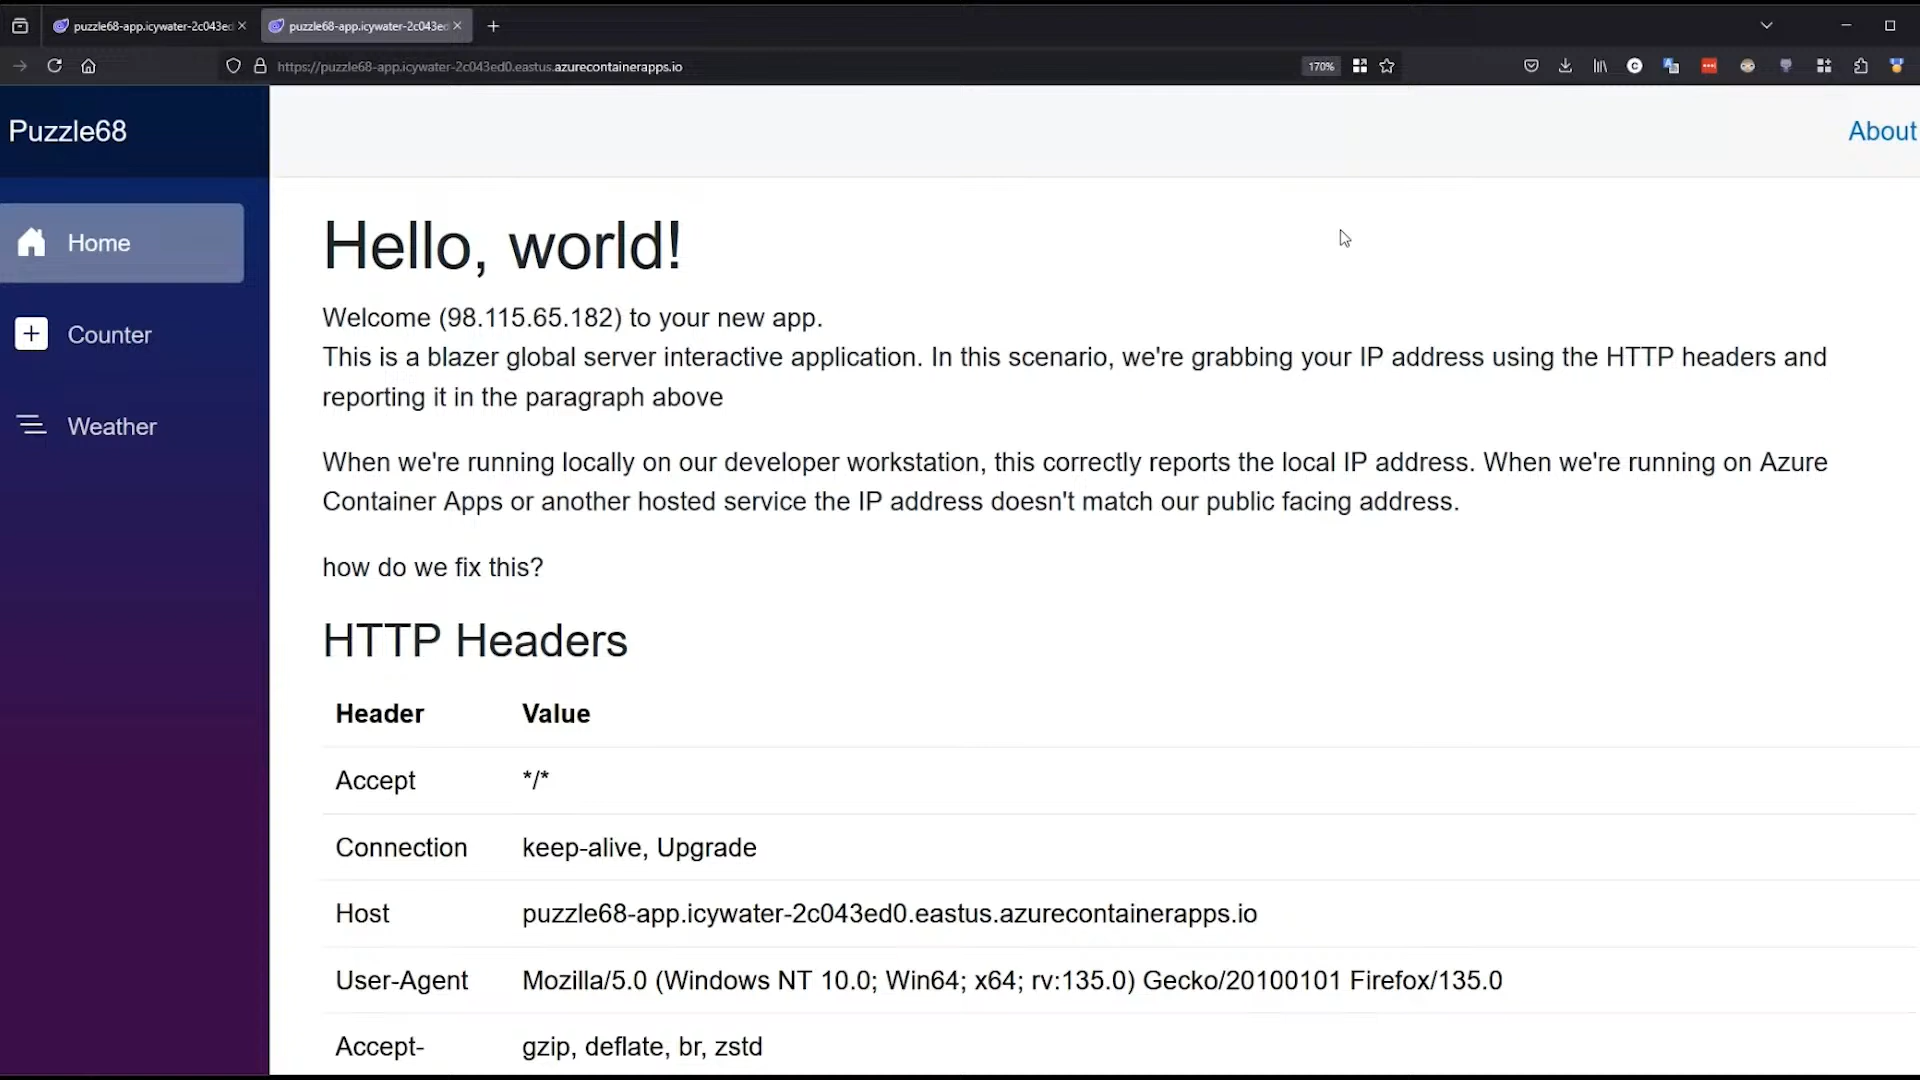 puzzle68-app.icywater-2c043ed
puzzle68-app.icywater-2c043ed
https://puzzle68-app.icywater-2c043ed0.eastus.azurecontainerapps.io
170%
Puzzle68
About
Home
Counter
Weather
Hello, world!
Welcome (98.115.65.182) to your new app.
This is a blazer global server interactive application. In this scenario, we're grabbing your IP address using the HTTP headers and
reporting it in the paragraph above
When we're running locally on our developer workstation, this correctly reports the local IP address. When we're running on Azure
Container Apps or another hosted service the IP address doesn't match our public facing address.
how do we fix this?
HTTP Headers
Header Value
Accept */*
Connection keep-alive, Upgrade
Host puzzle68-app.icywater-2c043ed0.eastus.azurecontainerapps.io
User-Agent Mozilla/5.0 (Windows NT 10.0; Win64; x64; rv:135.0) Gecko/20100101 Firefox/135.0
Accept- gzip, deflate, br, zstd